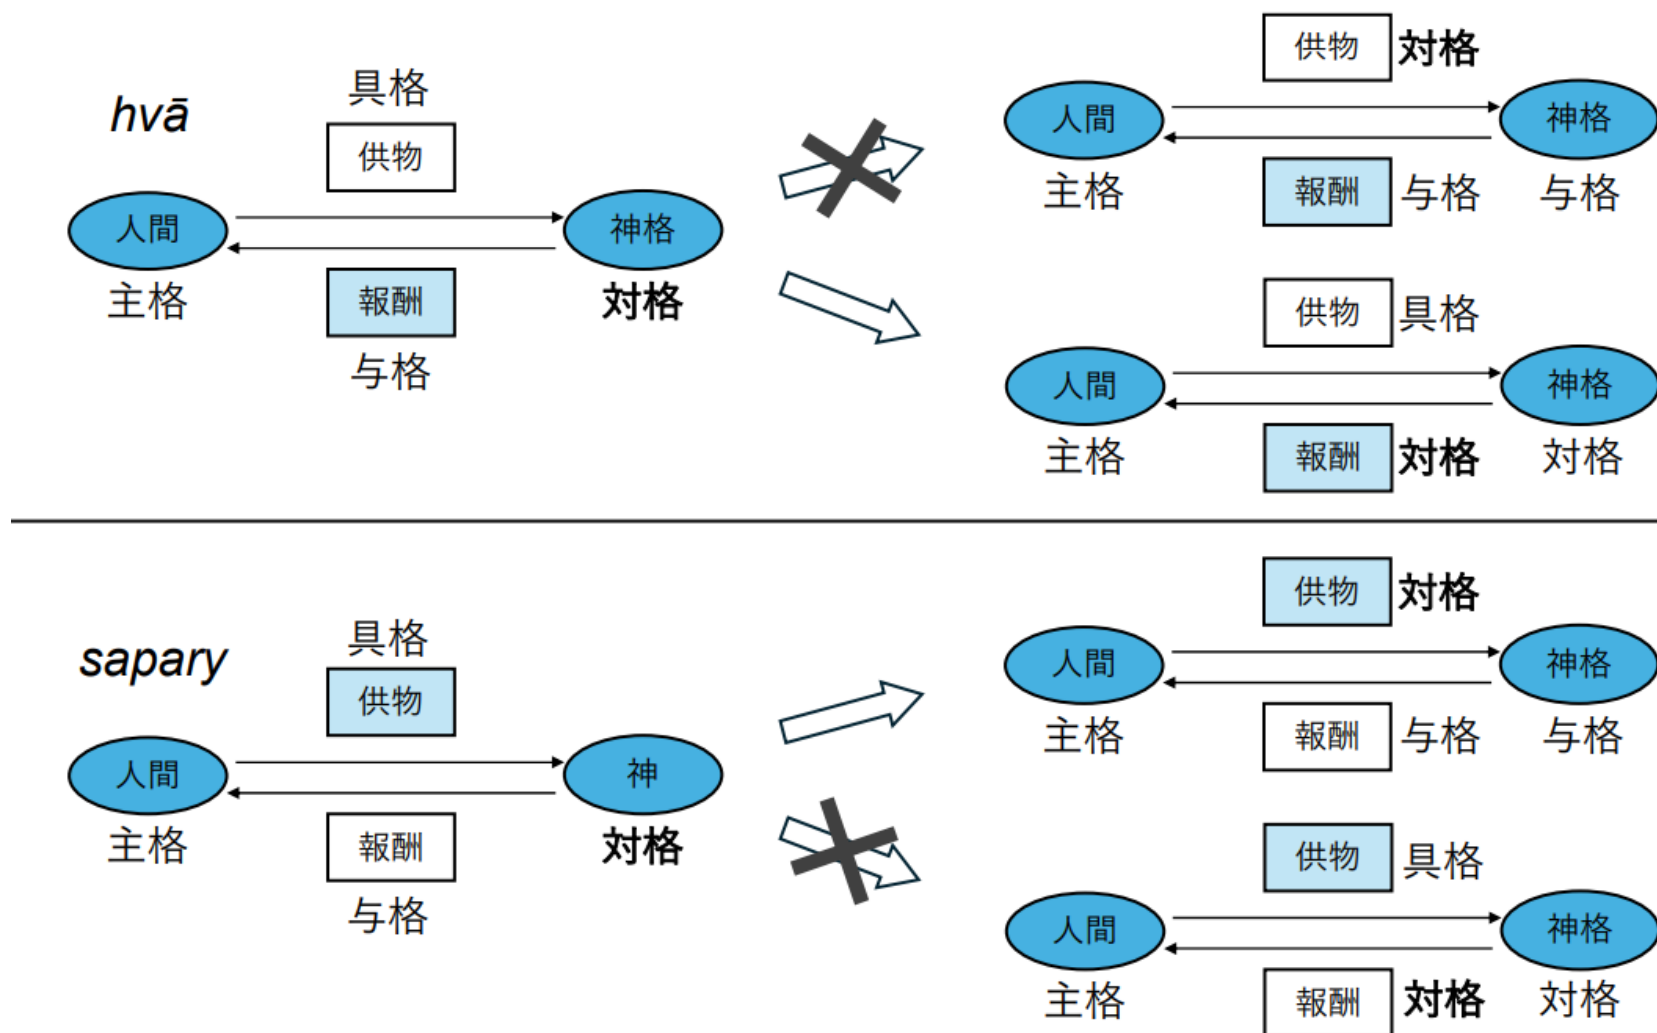 hvā
具格
供物
人間
神格
主格
報酬
対格
与格
供物 対格
人間
神格
主格
報酬 与格
与格
供物 具格
人間
神格
主格
報酬 対格
対格
sapary
具格
供物
人間
神
主格
報酬
対格
与格
供物 対格
人間
神格
主格
報酬 与格
与格
供物 具格
人間
神格
主格
報酬 対格
対格